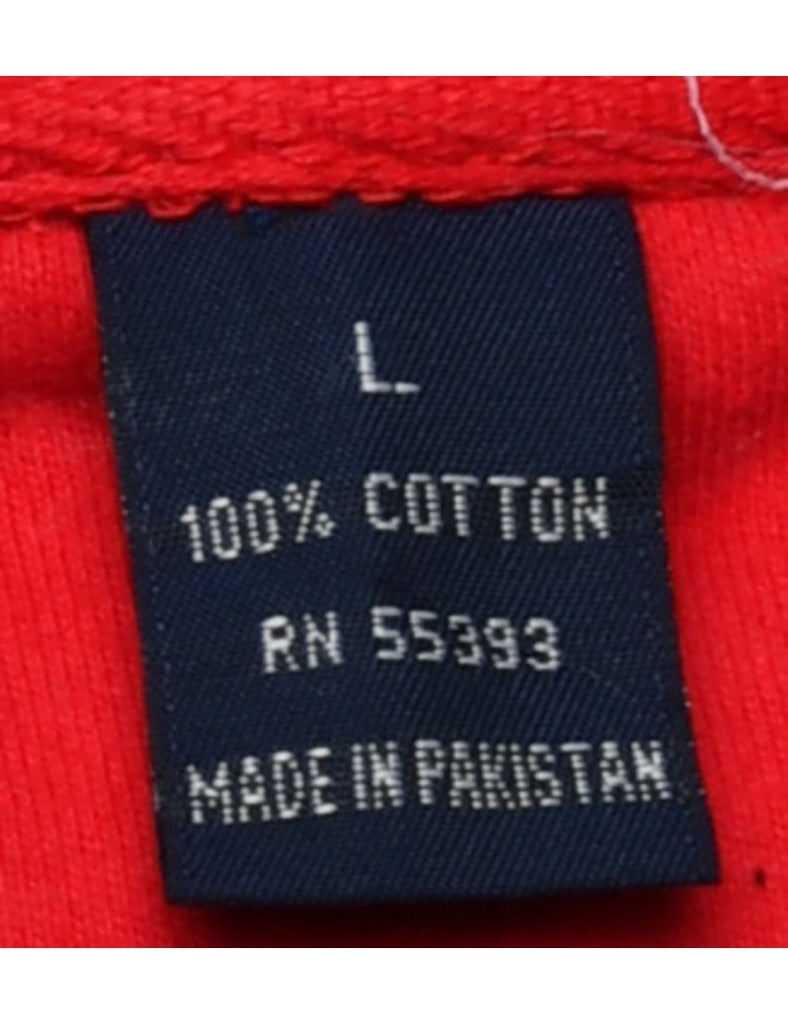 L
100% COTTON
RN 55393
MADE IN PAKISTAN